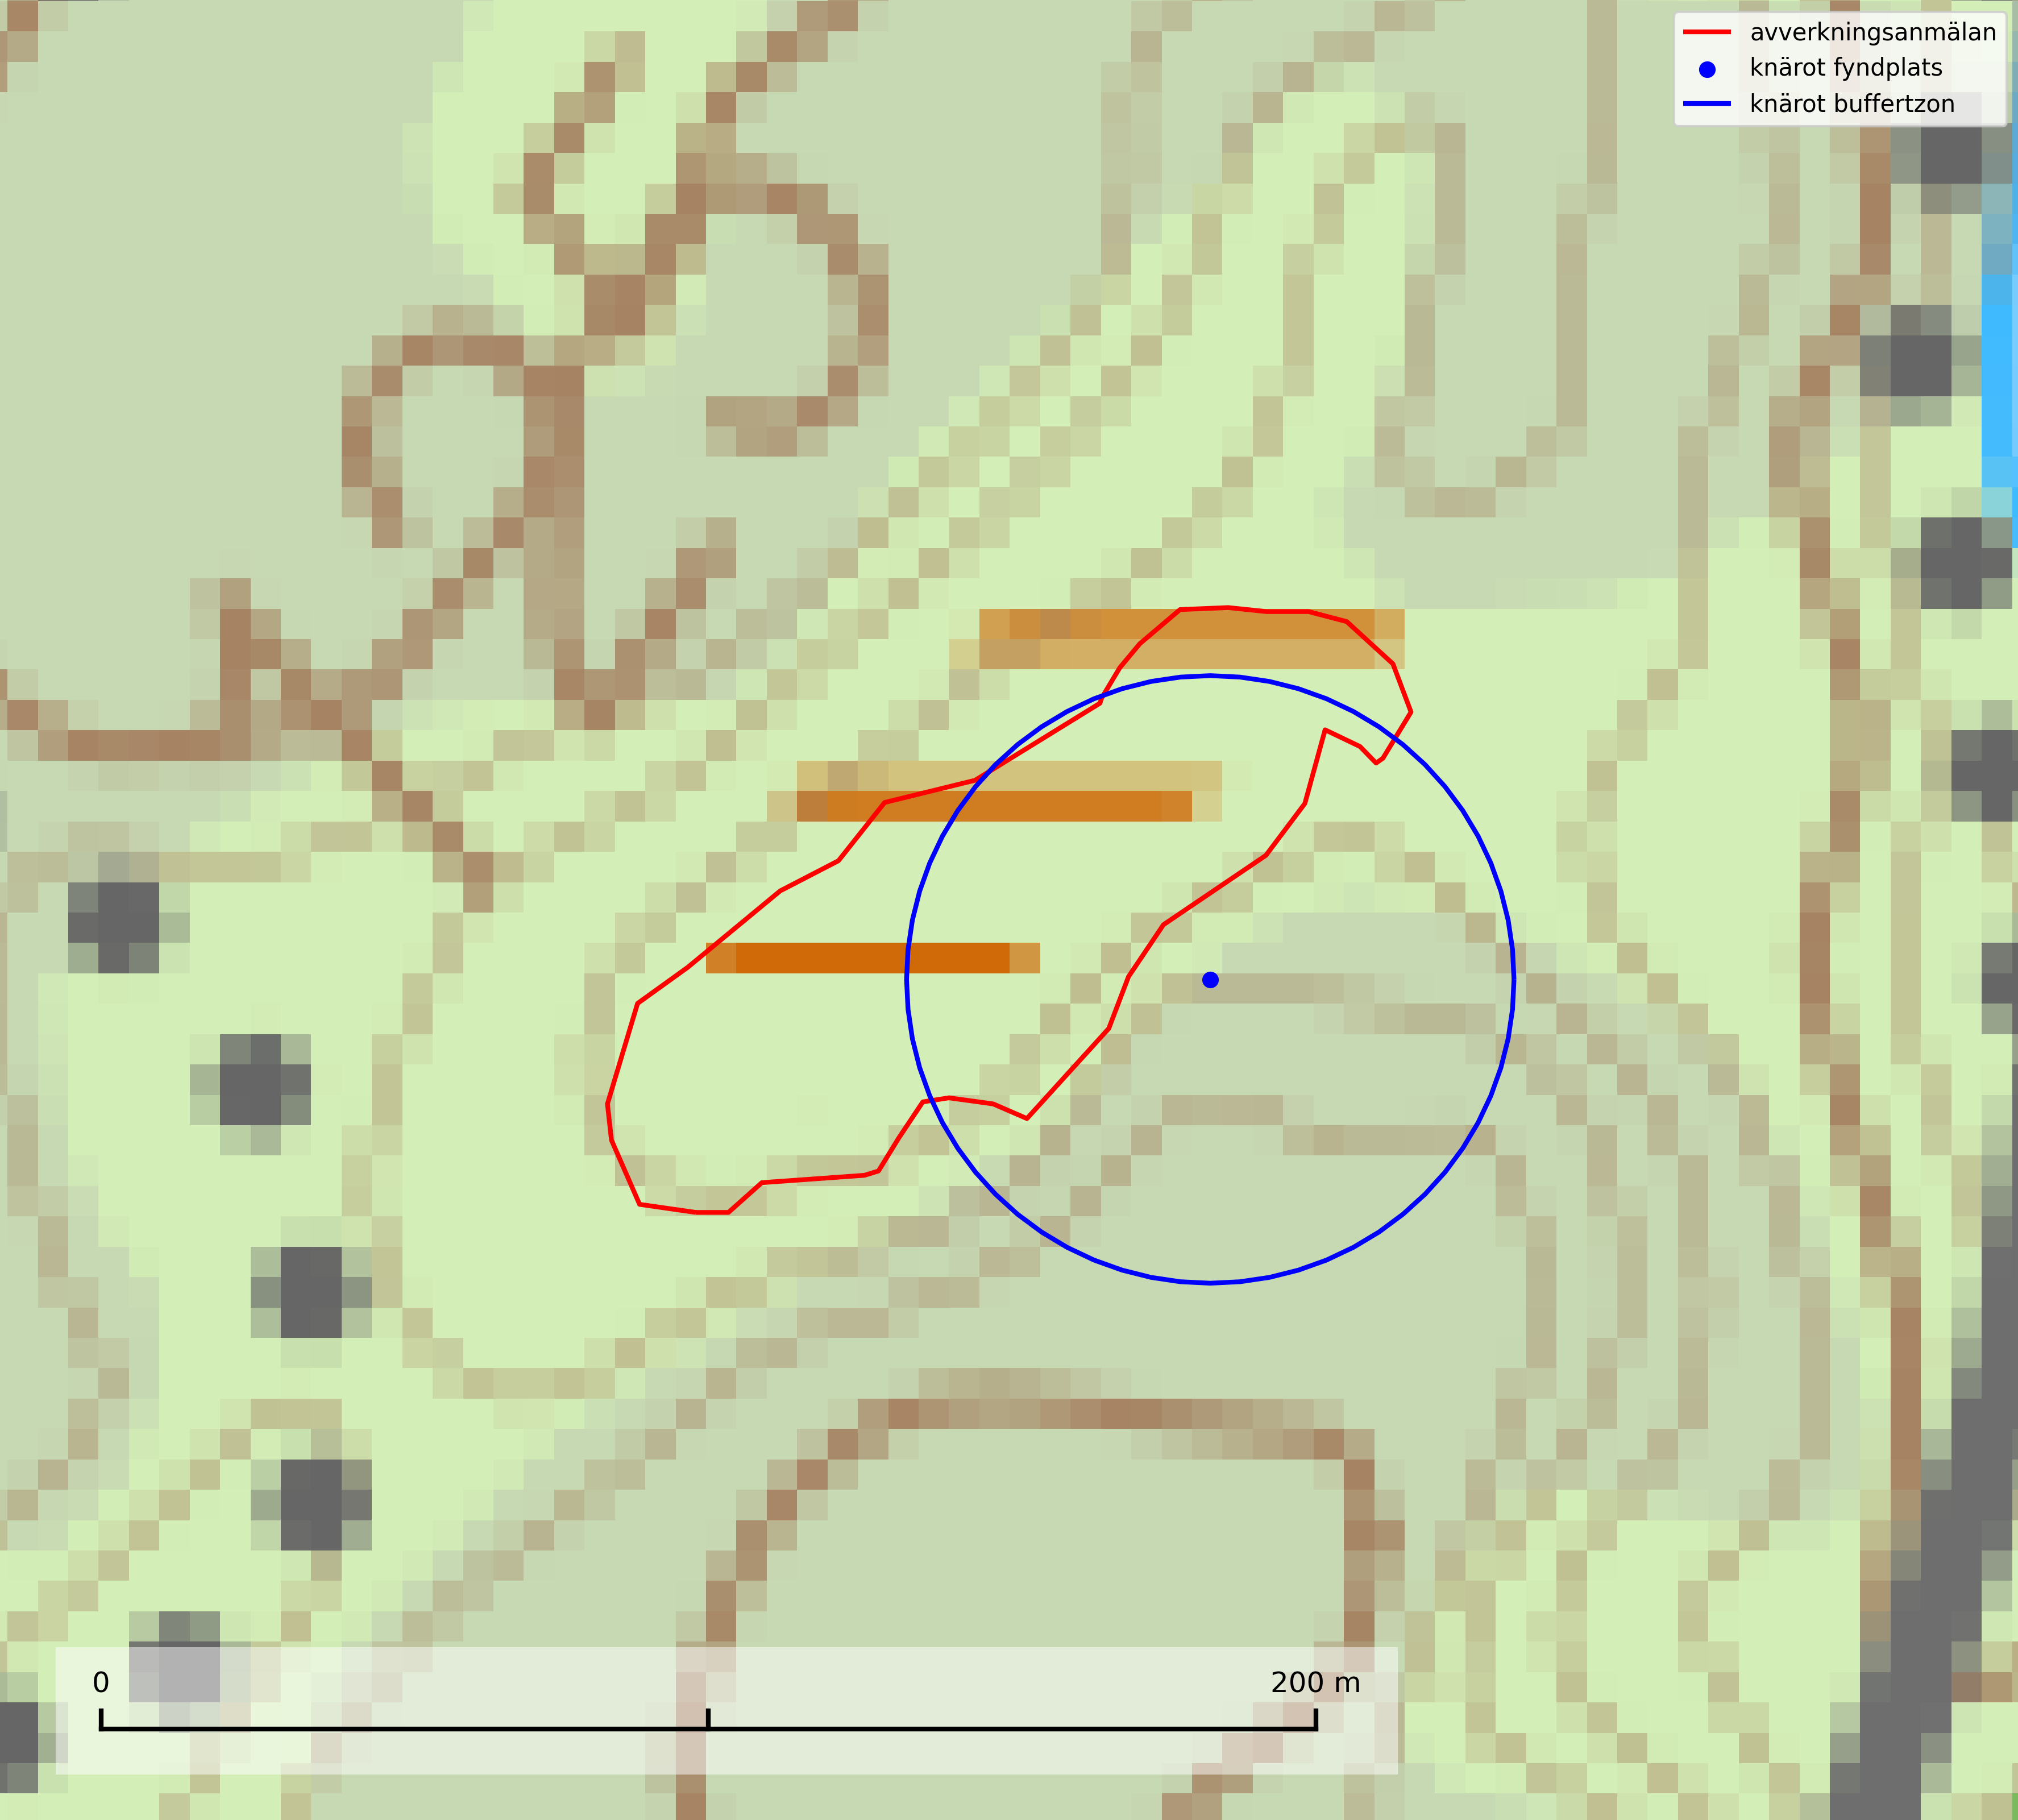 avverkningsanmälan
knärot fyndplats
knärot buffertzon
0 200 m